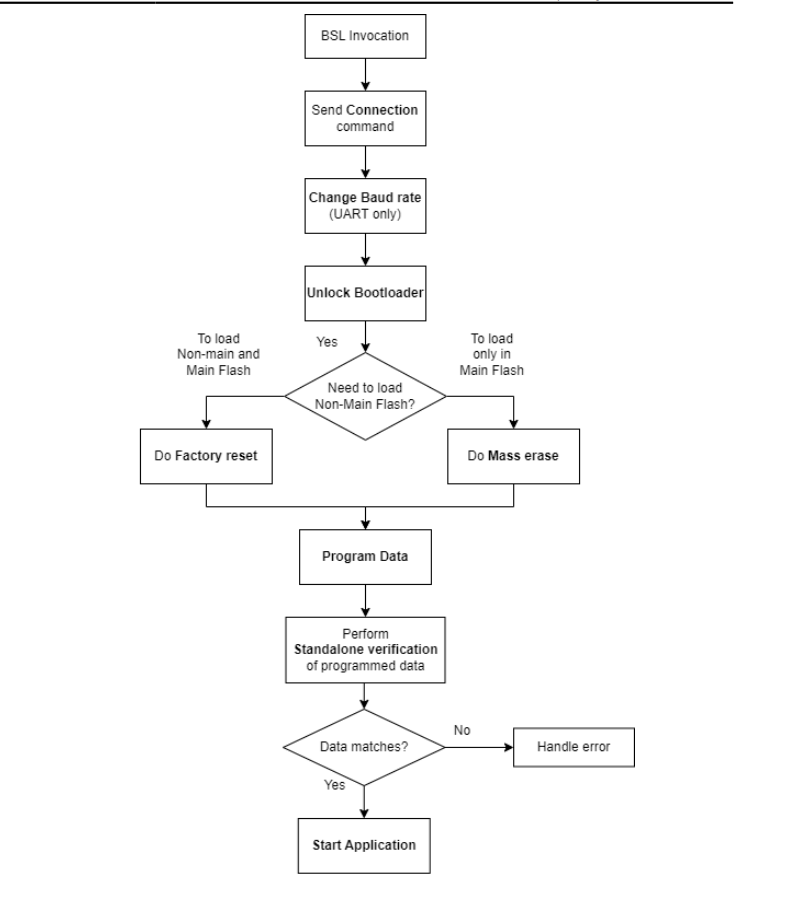 BSL Invocation
Send Connection
command
Change Baud rate
(UART only)
Unlock Bootloader
Yes
To load
Non-main and
Main Flash
To load
only in
Main Flash
Need to load
Non-Main Flash?
Do Factory reset
Do Mass erase
Program Data
Perform
Standalone verification
of programmed data
Data matches?
No
Handle error
Yes
Start Application